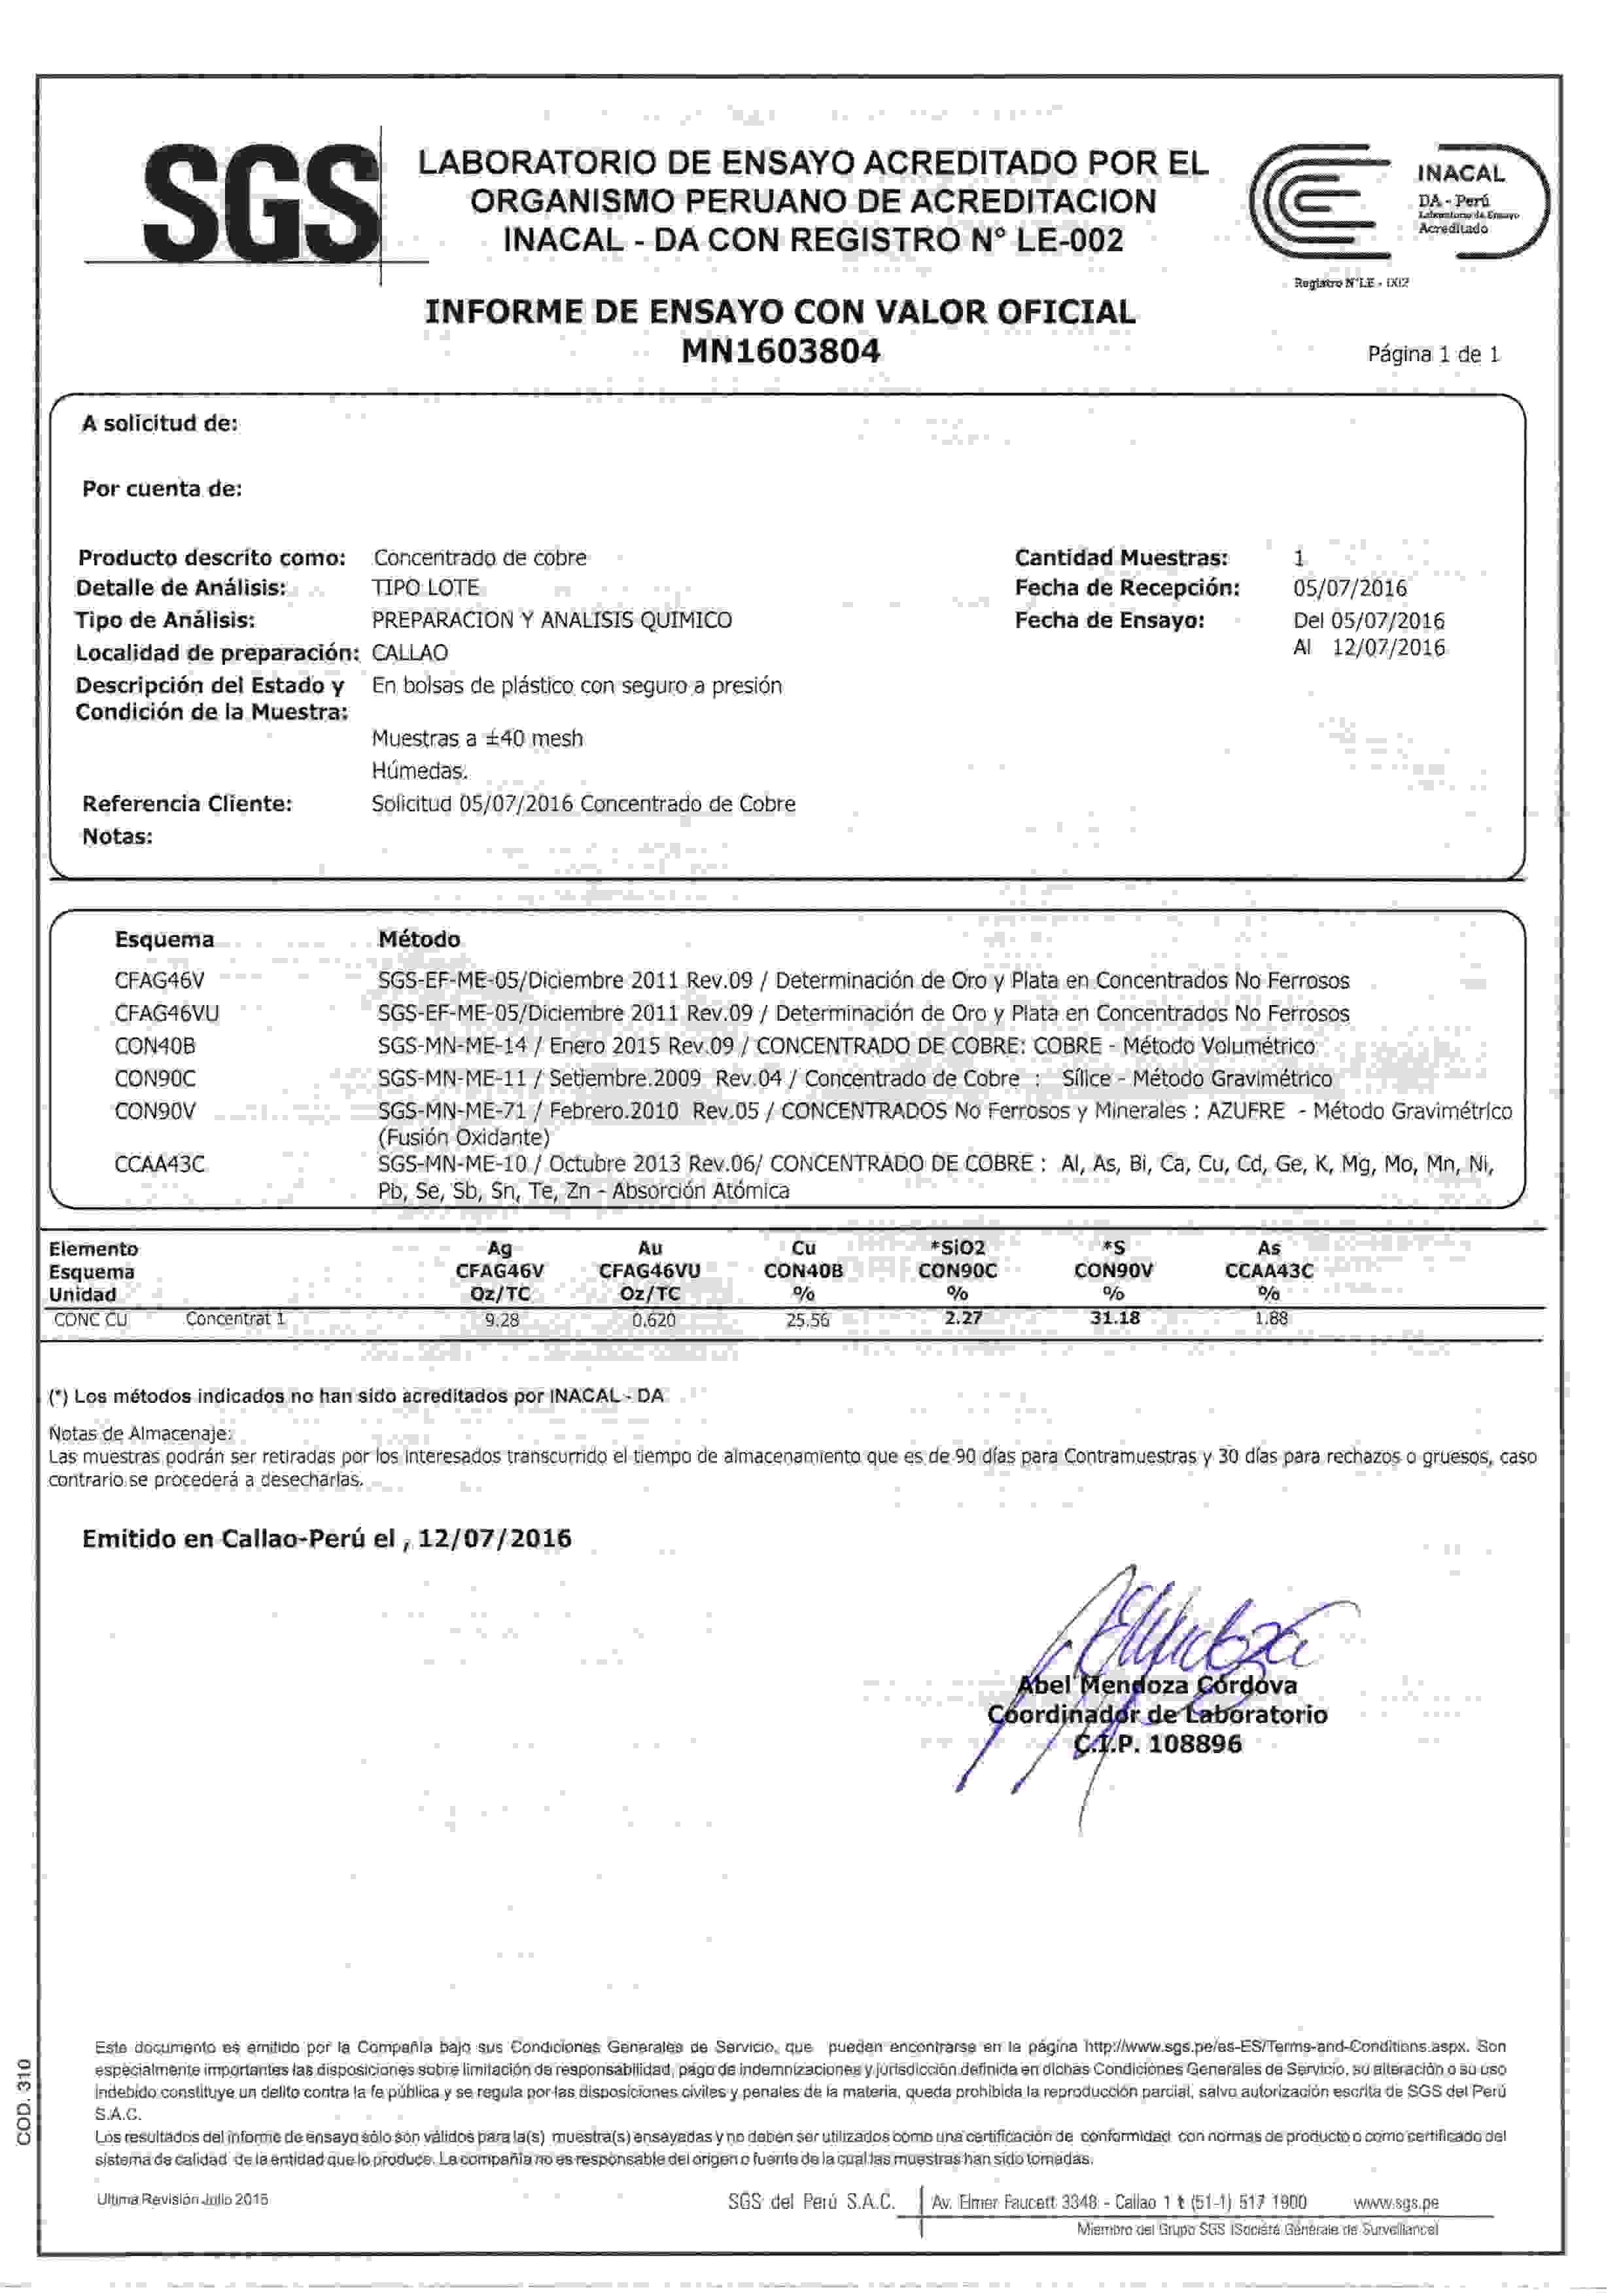 SGS
LABORATORIO DE ENSAYO ACREDITADO POR EL
ORGANISMO PERUANO DE ACREDITACION
INACAL - DA CON REGISTRO N° LE-002
INACAL
DA - Perú
Laboratorio de Ensayo
Acreditado
Registro N°LE - 002
INFORME DE ENSAYO CON VALOR OFICIAL
MN1603804
Página 1 de 1
A solicitud de:
Por cuenta de:
Producto descrito como: Concentrado de cobre
Cantidad Muestras: 1
Detalle de Análisis: TIPO LOTE
Fecha de Recepción: 05/07/2016
Tipo de Análisis: PREPARACION Y ANALISIS QUIMICO
Fecha de Ensayo: Del 05/07/2016
Al 12/07/2016
Localidad de preparación: CALLAO
Descripción del Estado y En bolsas de plástico con seguro a presión
Condición de la Muestra:
Muestras a ±40 mesh
Húmedas.
Referencia Cliente: Solicitud 05/07/2016 Concentrado de Cobre
Notas:
Esquema Método
CFAG46V SGS-EF-ME-05/Diciembre 2011 Rev.09 / Determinación de Oro y Plata en Concentrados No Ferrosos
CFAG46VU SGS-EF-ME-05/Diciembre 2011 Rev.09 / Determinación de Oro y Plata en Concentrados No Ferrosos
CON40B SGS-MN-ME-14 / Enero 2015 Rev.09 / CONCENTRADO DE COBRE: COBRE - Método Volumétrico
CON90C SGS-MN-ME-11 / Setiembre.2009 Rev.04 / Concentrado de Cobre : Sílice - Método Gravimétrico
CON90V SGS-MN-ME-71 / Febrero.2010 Rev.05 / CONCENTRADOS No Ferrosos y Minerales : AZUFRE - Método Gravimétrico
(Fusión Oxidante)
CCAA43C SGS-MN-ME-10 / Octubre 2013 Rev.06/ CONCENTRADO DE COBRE : Al, As, Bi, Ca, Cu, Cd, Ge, K, Mg, Mo, Mn, Ni,
Pb, Se, Sb, Sn, Te, Zn - Absorción Atómica
Elemento Ag Au Cu *SiO2 *S As
Esquema CFAG46V CFAG46VU CON40B CON90C CON90V CCAA43C
Unidad Oz/TC Oz/TC % % % %
CONC CU Concentrat 1 9.28 0.620 25.56 2.27 31.18 1.88
(*) Los métodos indicados no han sido acreditados por INACAL - DA
Notas de Almacenaje:
Las muestras podrán ser retiradas por los interesados transcurrido el tiempo de almacenamiento que es de 90 días para Contramuestras y 30 días para rechazos o gruesos, caso
contrario se procederá a desecharlas.
Emitido en Callao-Perú el , 12/07/2016
Abel Mendoza Córdova
Coordinador de Laboratorio
C.I.P. 108896
COD. 310
Este documento es emitido por la Compañía bajo sus Condiciones Generales de Servicio, que pueden encontrarse en la página http://www.sgs.pe/es-ES/Terms-and-Conditions.aspx. Son
especialmente importantes las disposiciones sobre limitación de responsabilidad, pago de indemnizaciones y jurisdicción definida en dichas Condiciones Generales de Servicio, su alteración o su uso
indebido constituye un delito contra la fe pública y se regula por las disposiciones civiles y penales de la materia, queda prohibida la reproducción parcial, salvo autorización escrita de SGS del Perú
S.A.C.
Los resultados del informe de ensayo sólo son válidos para la(s) muestra(s) ensayadas y no deben ser utilizados como una certificación de conformidad con normas de producto o como certificado del
sistema de calidad de la entidad que lo produce. La compañía no es responsable del origen o fuente de la cual las muestras han sido tomadas.
Ultima Revisión Julio 2015
SGS del Perú S.A.C. Av. Elmer Faucett 3348 - Callao 1 t (51-1) 517 1900 www.sgs.pe
Miembro del Grupo SGS (Société Générale de Surveillance)